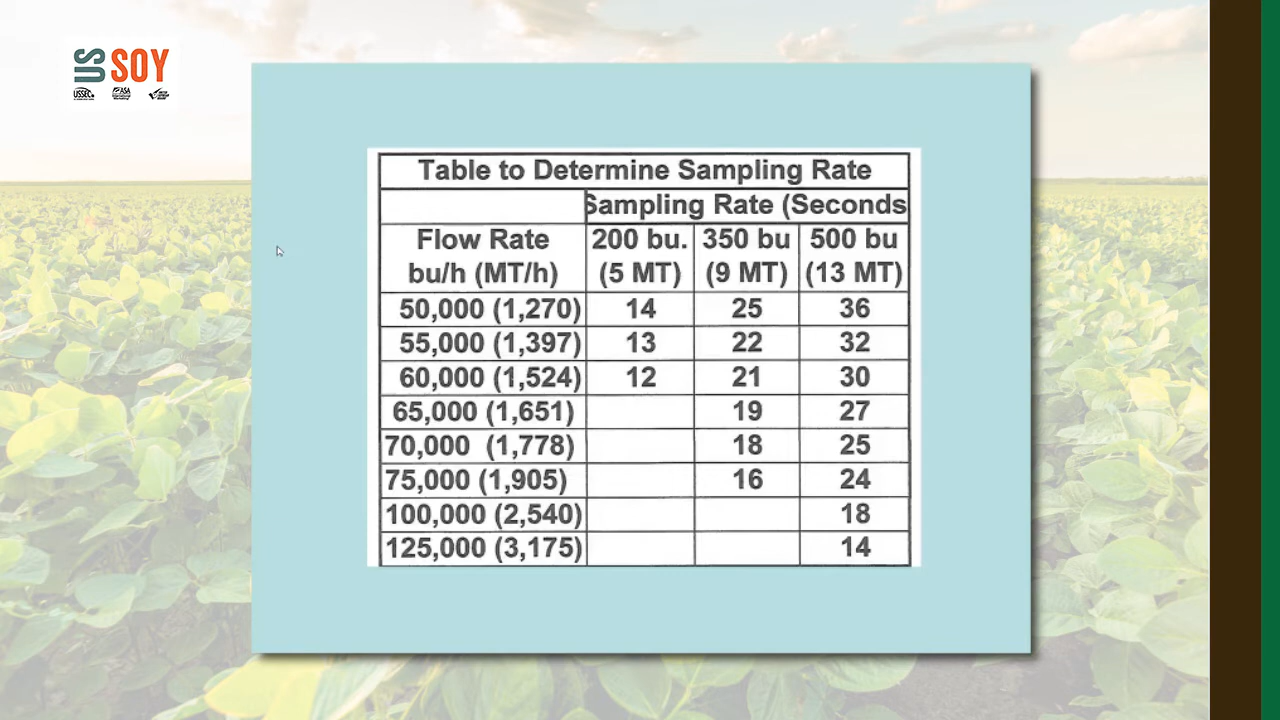 US SOY
USSEC
ASA
Table to Determine Sampling Rate
Sampling Rate (Seconds
Flow Rate 200 bu. 350 bu 500 bu
bu/h (MT/h) (5 MT) (9 MT) (13 MT)
50,000 (1,270) 14 25 36
55,000 (1,397) 13 22 32
60,000 (1,524) 12 21 30
65,000 (1,651) 19 27
70,000 (1,778) 18 25
75,000 (1,905) 16 24
100,000 (2,540) 18
125,000 (3,175) 14